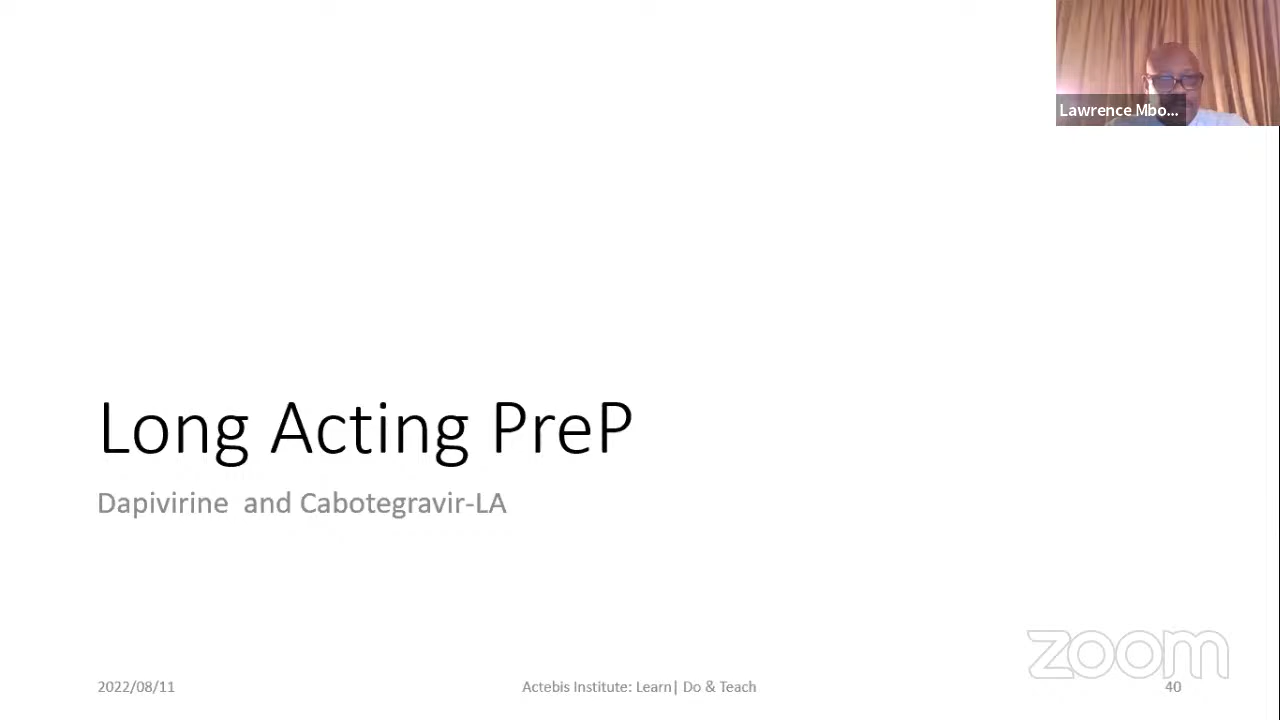 Lawrence Mbo...
Long Acting PreP
Dapivirine and Cabotegravir-LA
zoom
2022/08/11
Actebis Institute: Learn| Do & Teach
40